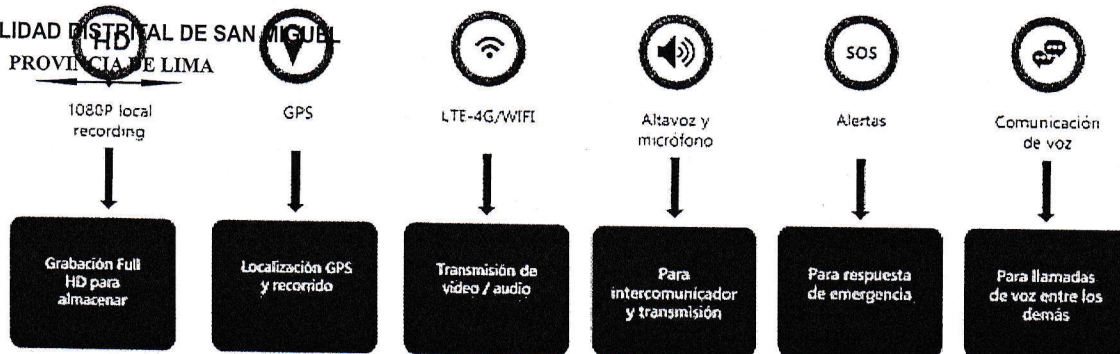 LIDAD DISTRITAL DE SAN MIGUEL
PROVINCIA DE LIMA
HD
SOS
1080P local
recording
GPS
LTE-4G/WIFI
Altavoz y
micrófono
Alertas
Comunicación
de voz
Grabación Full
HD para
almacenar
Localización GPS
y recorrido
Transmisión de
video / audio
Para
intercomunicador
y transmisión
Para respuesta
de emergencia
Para llamadas
de voz entre los
demás